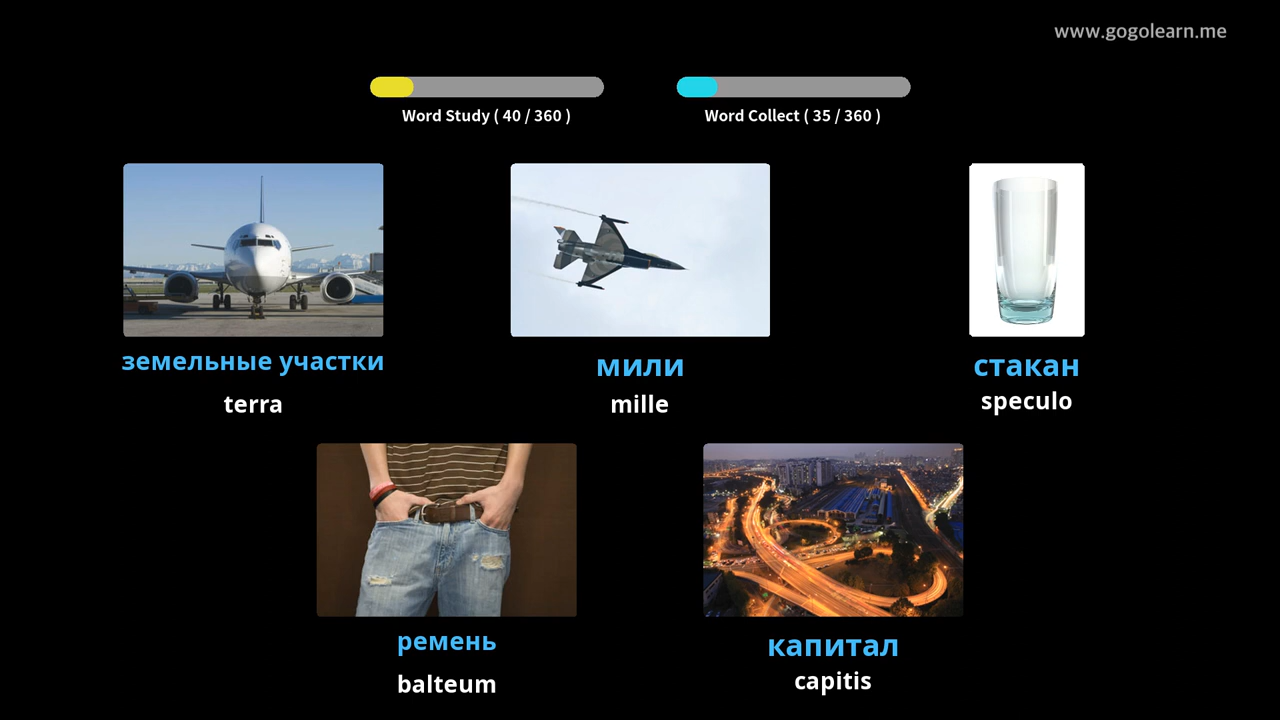 www.gogolearn.me
Word Study ( 40 / 360 )
Word Collect ( 35 / 360 )
земельные участки
terra
мили
mille
стакан
speculo
ремень
balteum
капитал
capitis